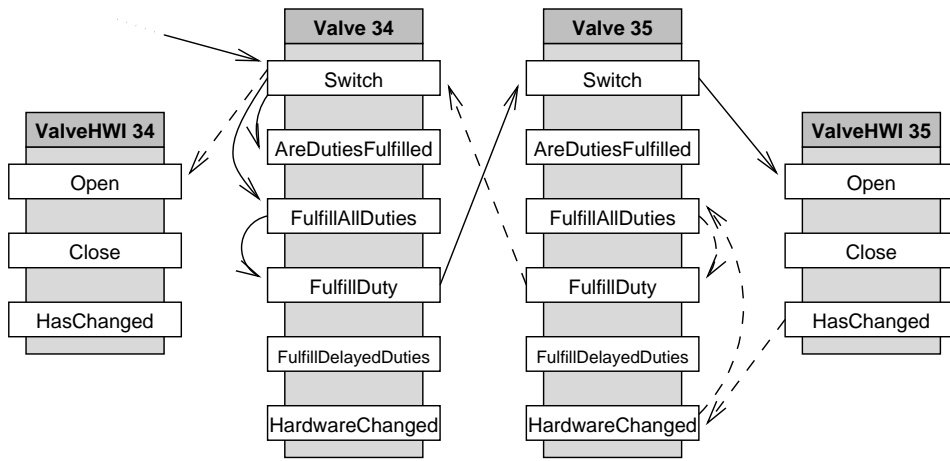 Valve 34
Switch
AreDutiesFulfilled
FulfillAllDuties
FulfillDuty
FulfillDelayedDuties
HardwareChanged
Valve 35
Switch
AreDutiesFulfilled
FulfillAllDuties
FulfillDuty
FulfillDelayedDuties
HardwareChanged
ValveHWI 34
Open
Close
HasChanged
ValveHWI 35
Open
Close
HasChanged